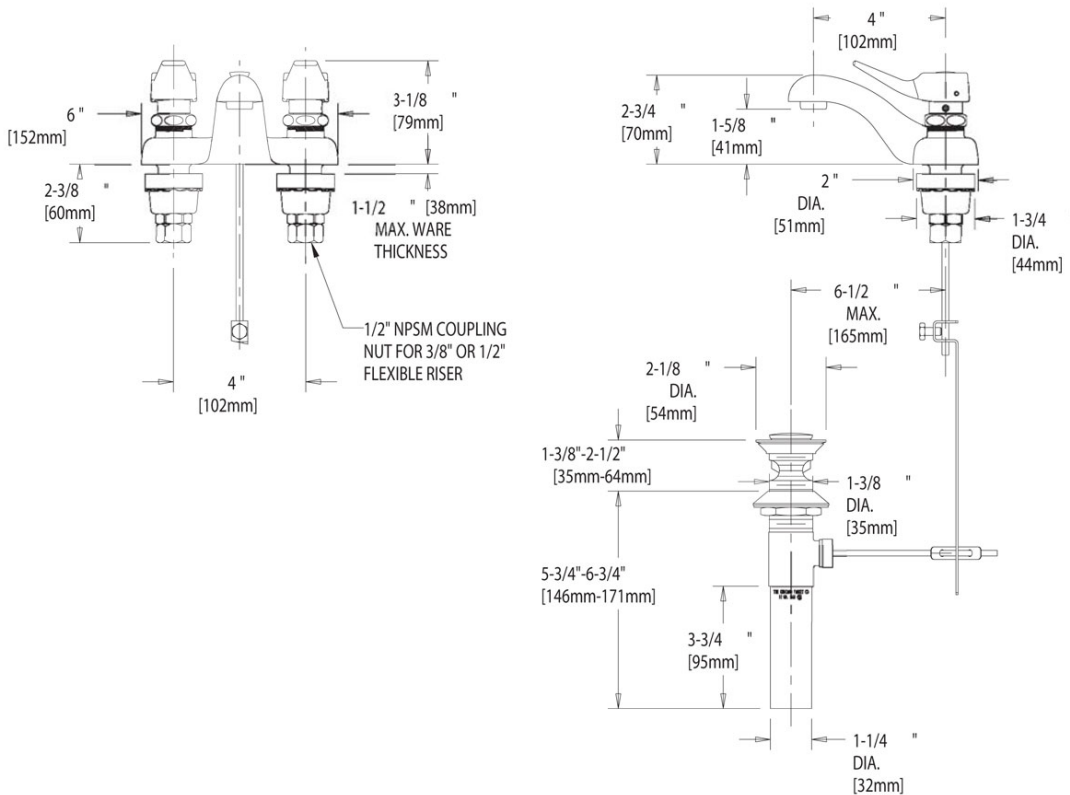 6 "
[152mm]
3-1/8 "
[79mm]
2-3/8 "
[60mm]
1-1/2 " [38mm]
MAX. WARE
THICKNESS
1/2" NPSM COUPLING
NUT FOR 3/8" OR 1/2"
FLEXIBLE RISER
4 "
[102mm]
4 "
[102mm]
2-3/4 "
[70mm]
1-5/8 "
[41mm]
2 "
DIA.
[51mm]
1-3/4
DIA.
[44mm]
6-1/2 "
MAX.
[165mm]
2-1/8 "
DIA.
[54mm]
1-3/8"-2-1/2"
[35mm-64mm]
1-3/8 "
DIA.
[35mm]
5-3/4"-6-3/4"
[146mm-171mm]
3-3/4 "
[95mm]
1-1/4 "
DIA.
[32mm]